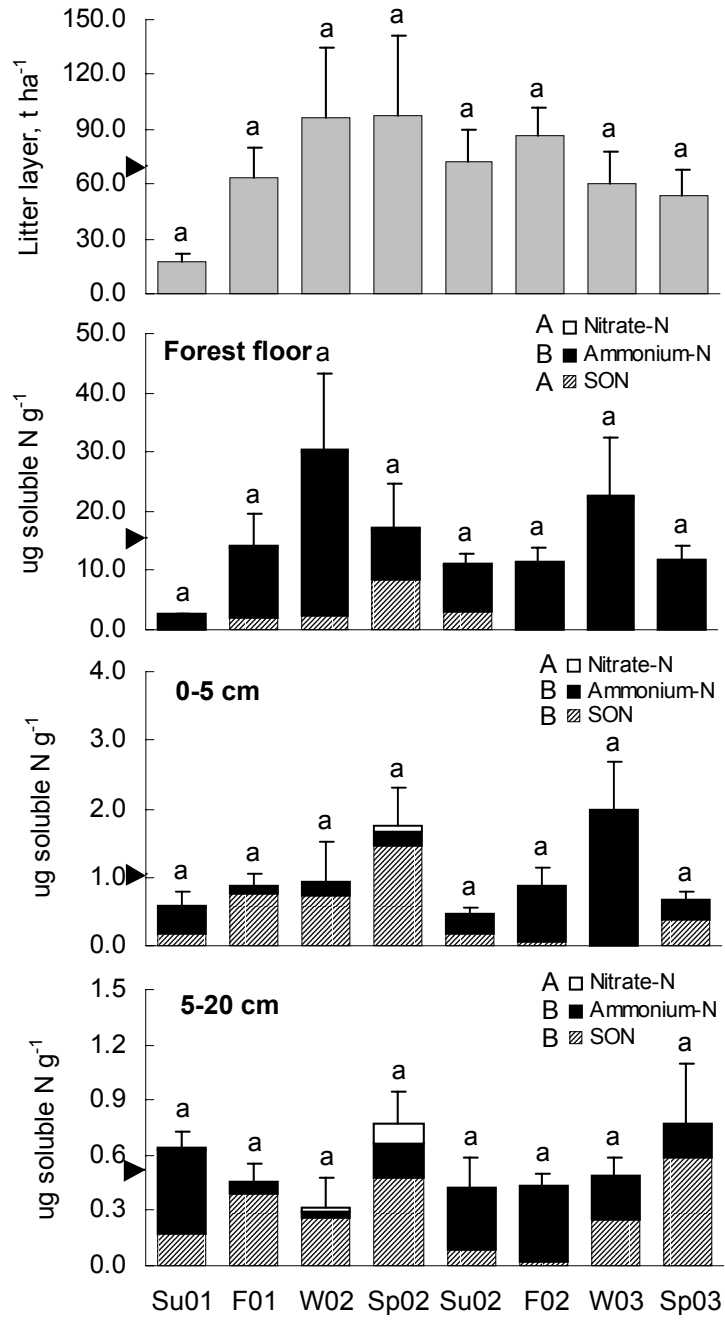 Litter layer, t ha-1
150.0
120.0
90.0
60.0
30.0
0.0
a a a a a a a a
Forest floor
A Nitrate-N
B Ammonium-N
A SON
ug soluble N g-1
50.0
40.0
30.0
20.0
10.0
0.0
a a a a a a a a
0-5 cm
A Nitrate-N
B Ammonium-N
B SON
ug soluble N g-1
4.0
3.0
2.0
1.0
0.0
a a a a a a a a
5-20 cm
A Nitrate-N
B Ammonium-N
B SON
ug soluble N g-1
1.5
1.2
0.9
0.6
0.3
0.0
a a a a a a a a
Su01 F01 W02 Sp02 Su02 F02 W03 Sp03